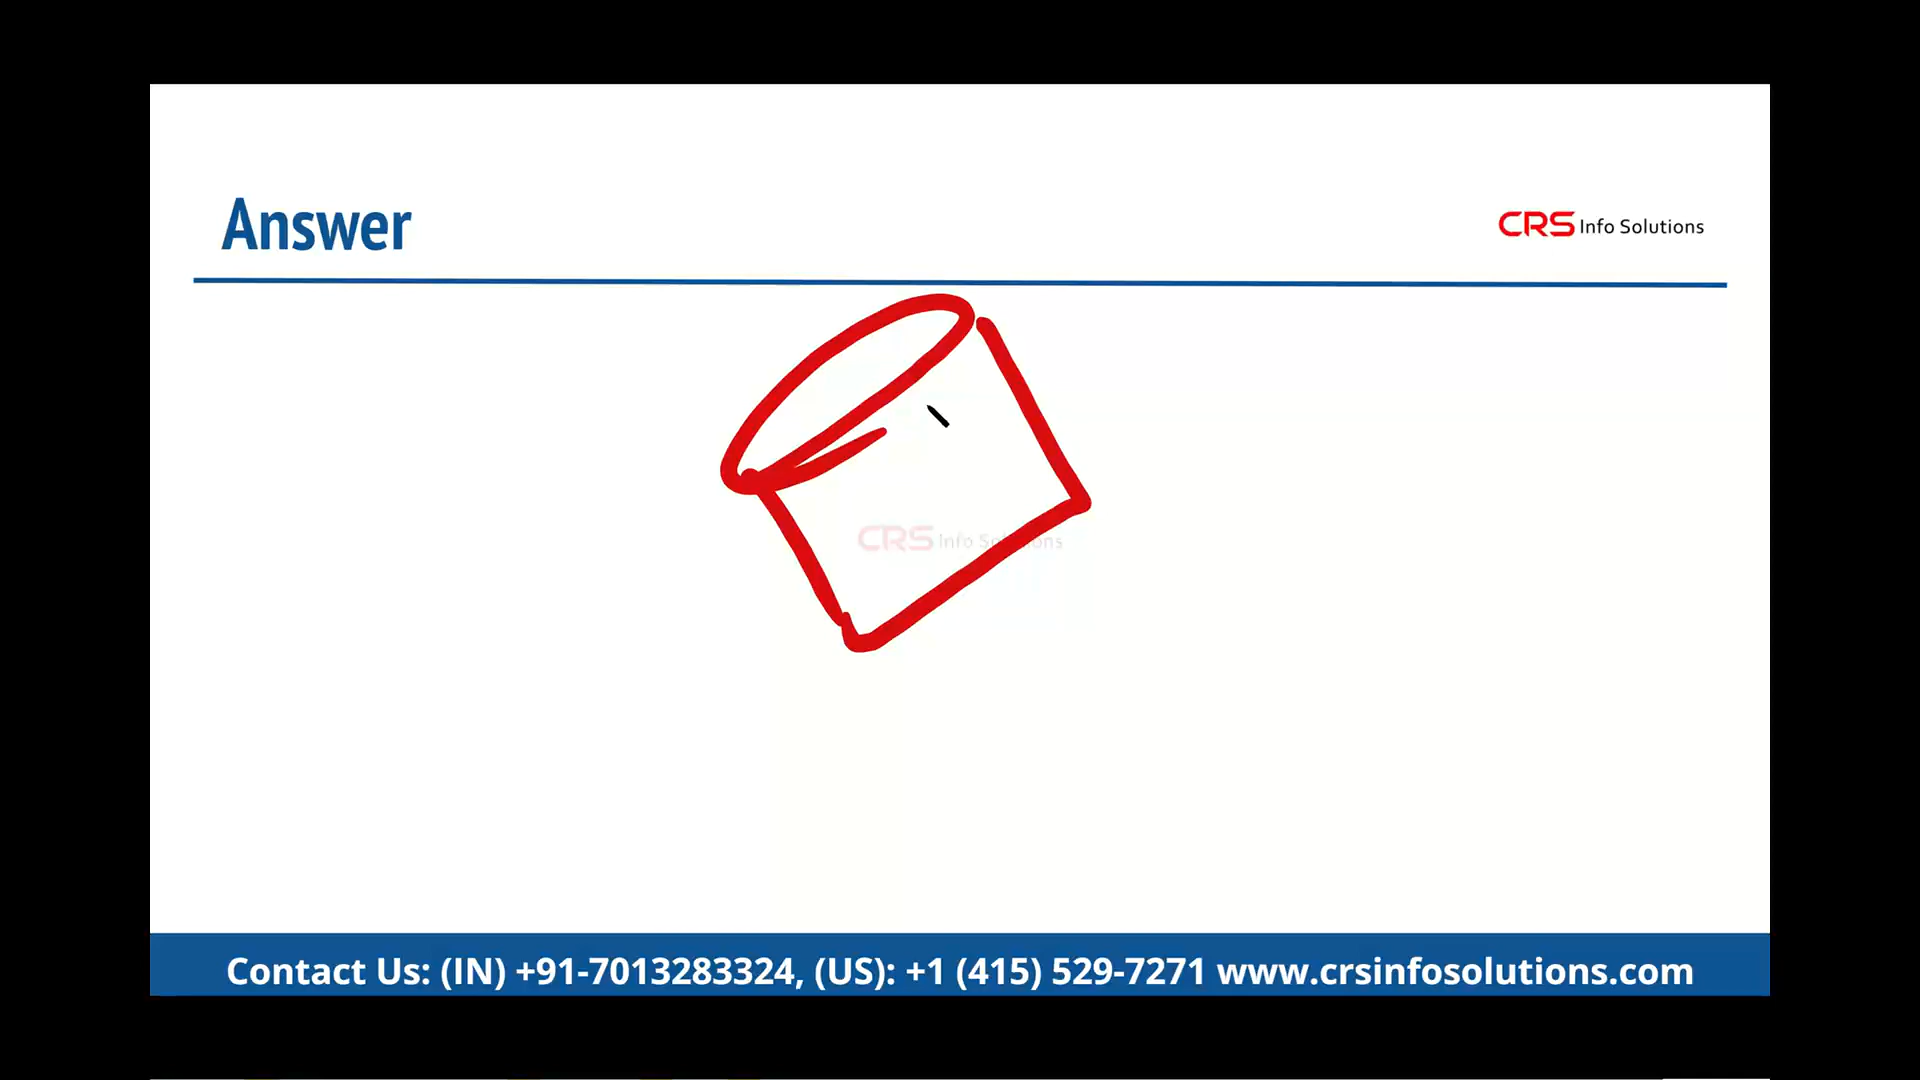 Answer
CRS Info Solutions
CRS Info Solutions
Contact Us: (IN) +91-7013283324, (US): +1 (415) 529-7271 www.crsinfosolutions.com